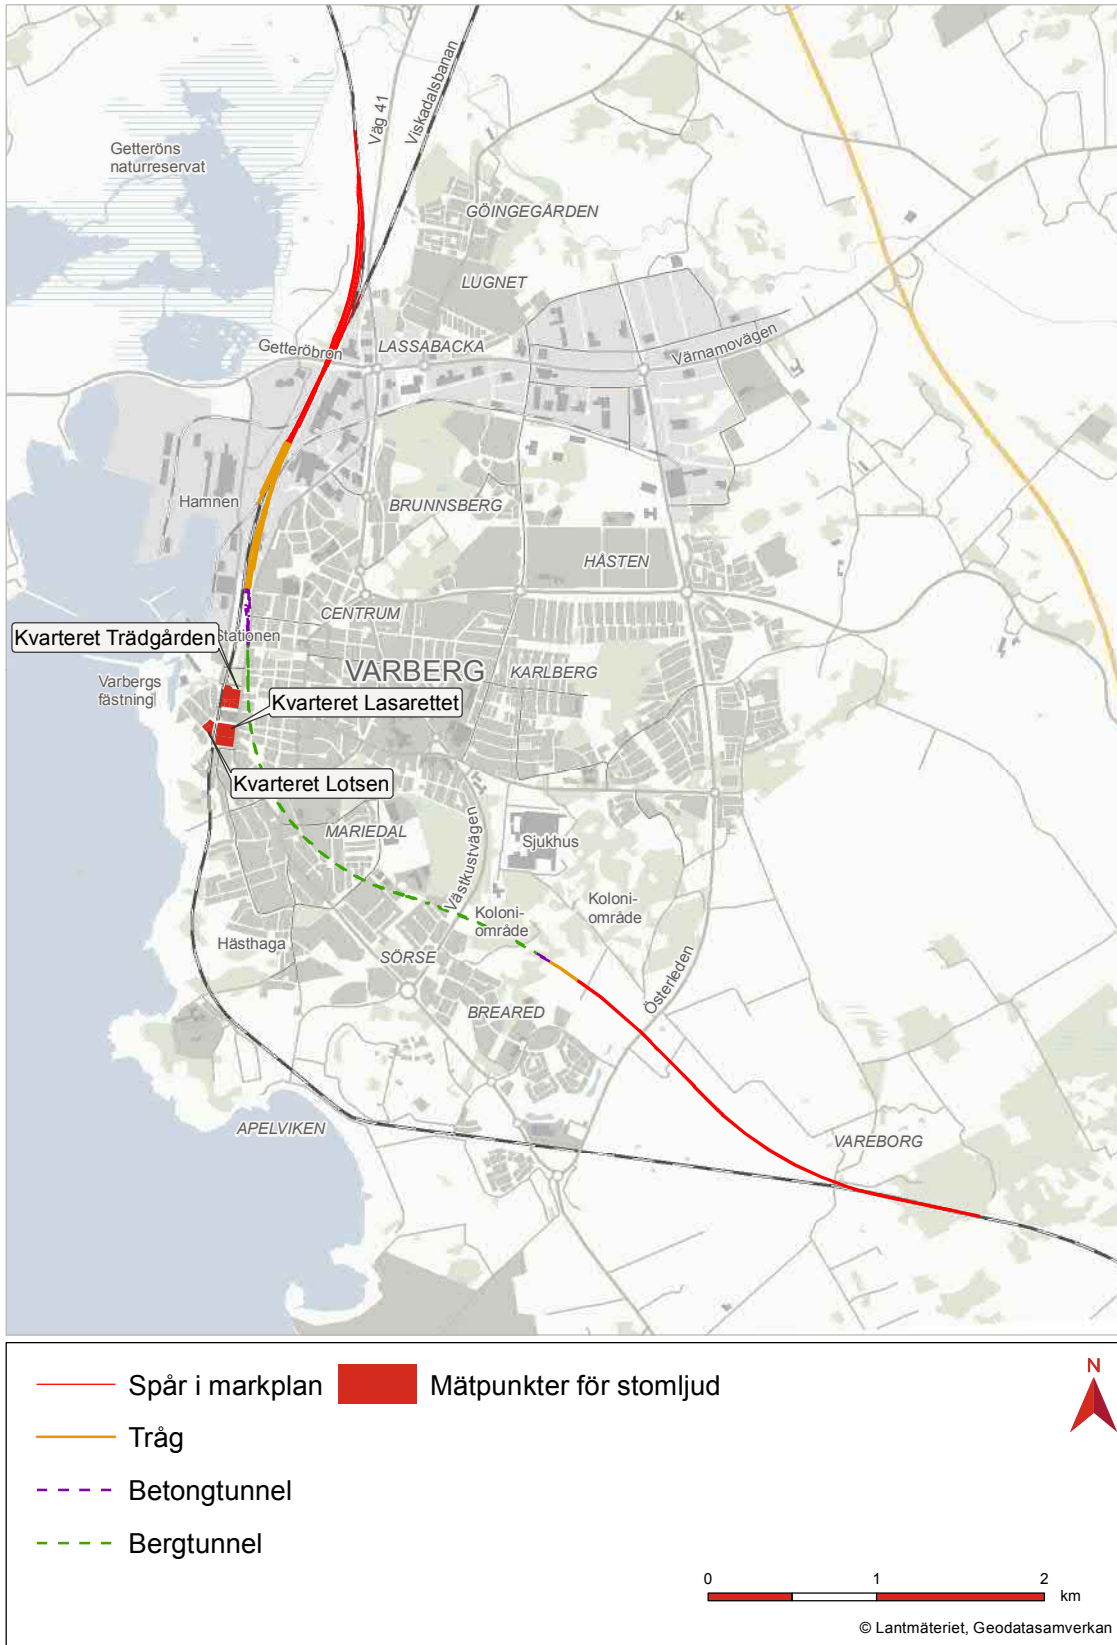 Väg 41
Viskadalsbanan
Getteröns
naturreservat
GÖINGEGÅRDEN
LUGNET
Getteröbron
LASSABACKA
Värnamovägen
Hamnen
BRUNNSBERG
HÅSTEN
CENTRUM
Kvarteret Trädgården
Stationen
VARBERG
KARLBERG
Varbergs
fästning
Kvarteret Lasarettet
Kvarteret Lotsen
MARIEDAL
Västkustvägen
Sjukhus
Koloni-
område
Koloni-
område
Hästhaga
SÖRSE
Österleden
BREARED
APELVIKEN
VAREBORG
Spår i markplan
Mätpunkter för stomljud
Tråg
Betongtunnel
Bergtunnel
N
0 1 2
km
© Lantmäteriet, Geodatasamverkan